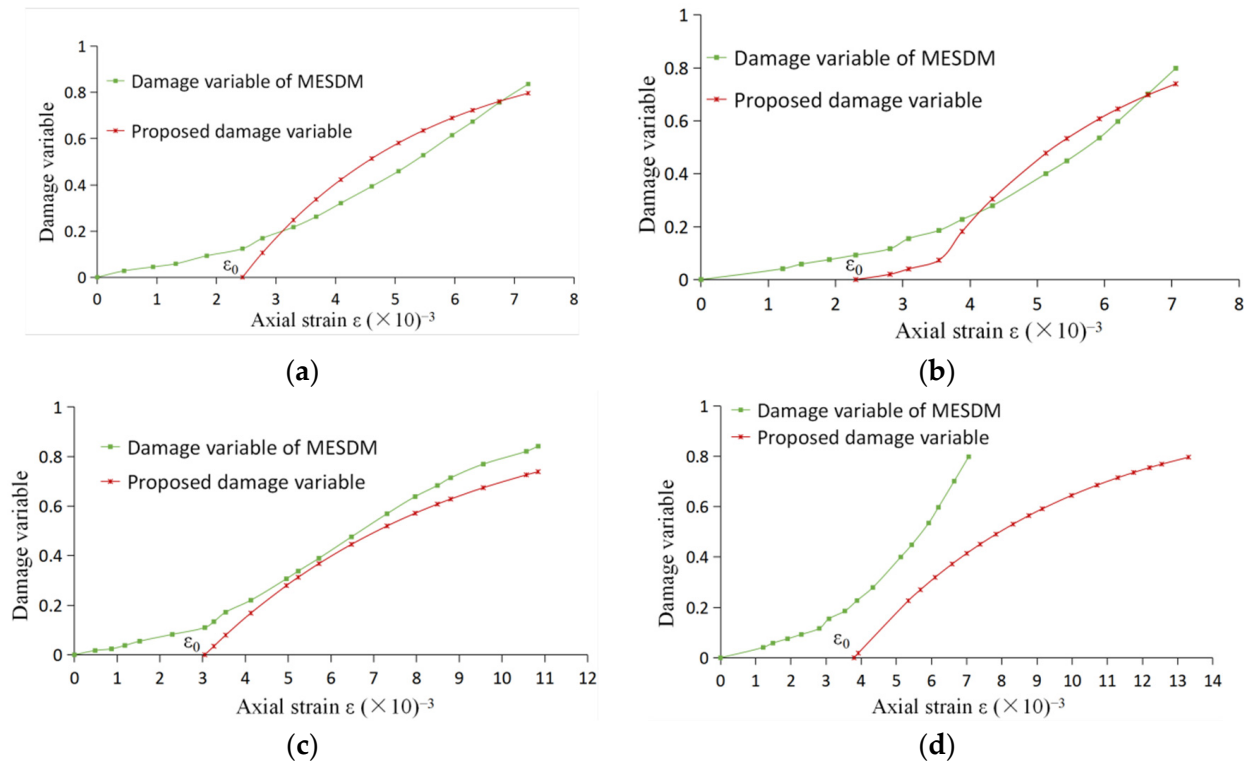 1
0.8
0.6
0.4
0.2
0
Damage variable
Damage variable of MESDM
Proposed damage variable
ε0
0 1 2 3 4 5 6 7 8
Axial strain ε (×10)−3
(a)
1
0.8
0.6
0.4
0.2
0
Damage variable
Damage variable of MESDM
Proposed damage variable
ε0
0 1 2 3 4 5 6 7 8
Axial strain ε (×10)−3
(b)
1
0.8
0.6
0.4
0.2
0
Damage variable
Damage variable of MESDM
Proposed damage variable
ε0
0 1 2 3 4 5 6 7 8 9 10 11 12
Axial strain ε (×10)−3
(c)
1
0.8
0.6
0.4
0.2
0
Damage variable
Damage variable of MESDM
Proposed damage variable
ε0
0 1 2 3 4 5 6 7 8 9 10 11 12 13 14
Axial strain ε (×10)−3
(d)